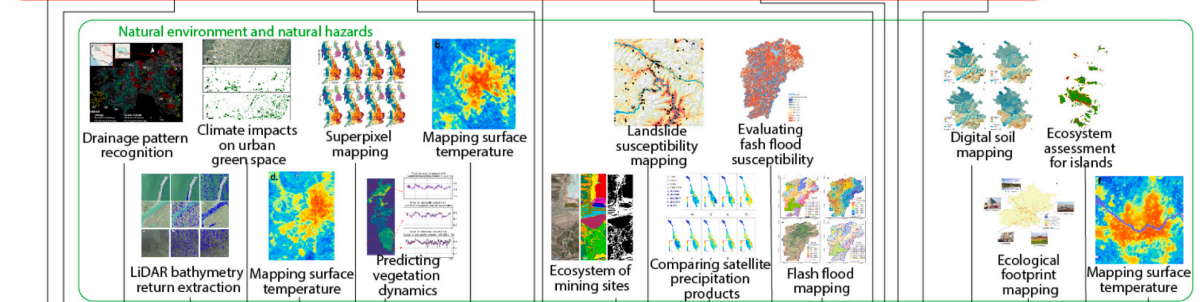 Natural environment and natural hazards
b.
Drainage pattern
recognition
Climate impacts
on urban
green space
Superpixel
mapping
Mapping surface
temperature
Landslide
susceptibility
mapping
Evaluating
fash flood
susceptibility
Digital soil
mapping
Ecosystem
assessment
for islands
d.
f.
LiDAR bathymetry
return extraction
Mapping surface
temperature
Predicting
vegetation
dynamics
Ecosystem of
mining sites
Comparing satellite
precipitation
products
Flash flood
mapping
Ecological
footprint
mapping
Mapping surface
temperature